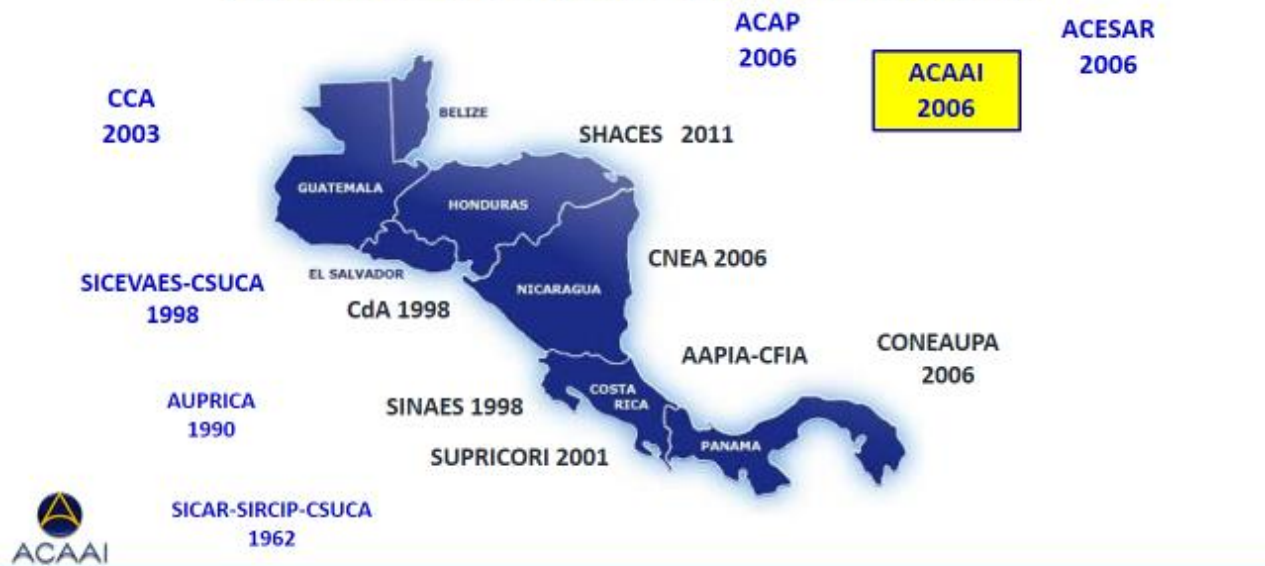 ACAP
2006
ACESAR
2006
ACAAI
2006
CCA
2003
BELIZE
SHACES 2011
GUATEMALA
HONDURAS
CNEA 2006
EL SALVADOR
NICARAGUA
SICEVAES-CSUCA
1998
CdA 1998
AAPIA-CFIA
CONEAUPA
2006
COSTA
RICA
AUPRICA
1990
SINAES 1998
PANAMA
SUPRICORI 2001
SICAR-SIRCIP-CSUCA
1962
ACAAI